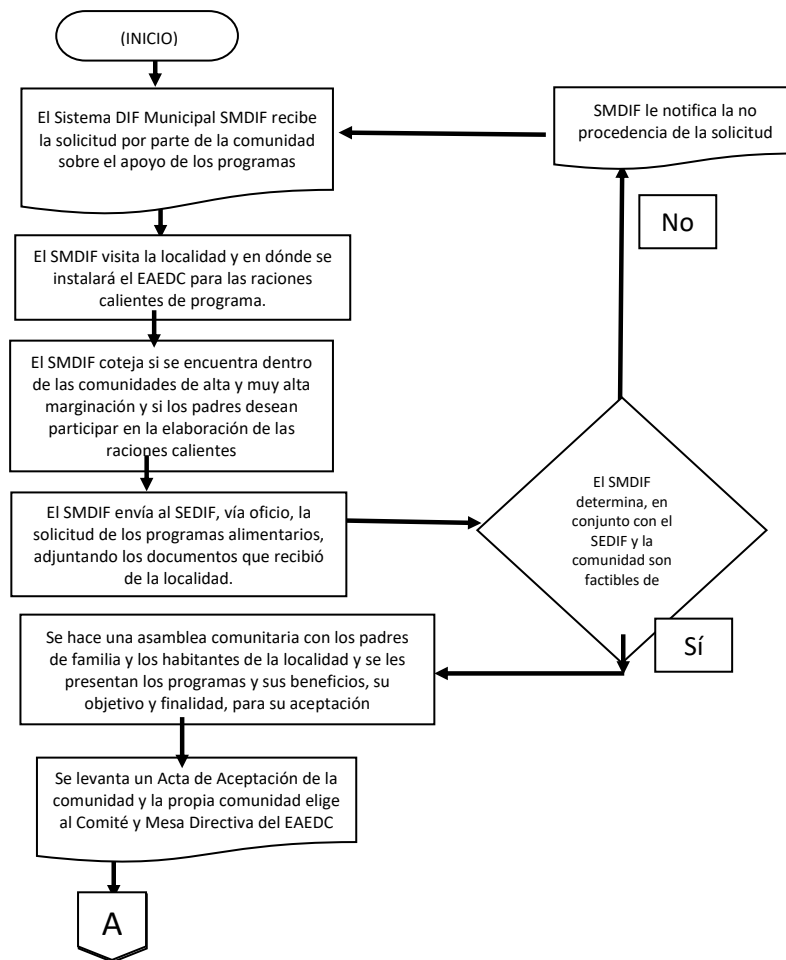 (INICIO)
El Sistema DIF Municipal SMDIF recibe
la solicitud por parte de la comunidad
sobre el apoyo de los programas
SMDIF le notifica la no
procedencia de la solicitud
No
El SMDIF visita la localidad y en dónde se
instalará el EAEDC para las raciones
calientes de programa.
El SMDIF coteja si se encuentra dentro
de las comunidades de alta y muy alta
marginación y si los padres desean
participar en la elaboración de las
raciones calientes
El SMDIF envía al SEDIF, vía oficio, la
solicitud de los programas alimentarios,
adjuntando los documentos que recibió
de la localidad.
El SMDIF
determina, en
conjunto con el
SEDIF y la
comunidad son
factibles de
Sí
Se hace una asamblea comunitaria con los padres
de familia y los habitantes de la localidad y se les
presentan los programas y sus beneficios, su
objetivo y finalidad, para su aceptación
Se levanta un Acta de Aceptación de la
comunidad y la propia comunidad elige
al Comité y Mesa Directiva del EAEDC
A